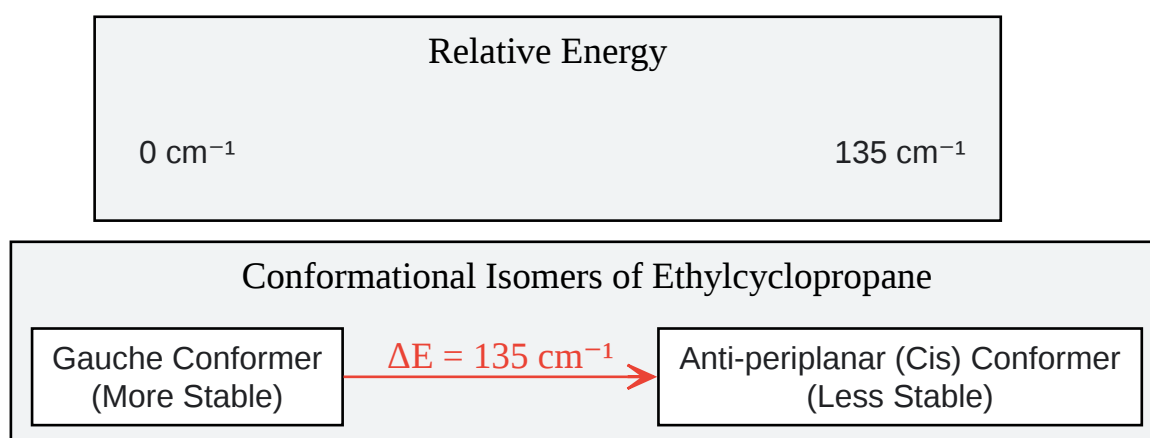 Relative Energy
0 cm⁻¹
135 cm⁻¹
Conformational Isomers of Ethylcyclopropane
Gauche Conformer
(More Stable)
ΔE = 135 cm⁻¹
Anti-periplanar (Cis) Conformer
(Less Stable)